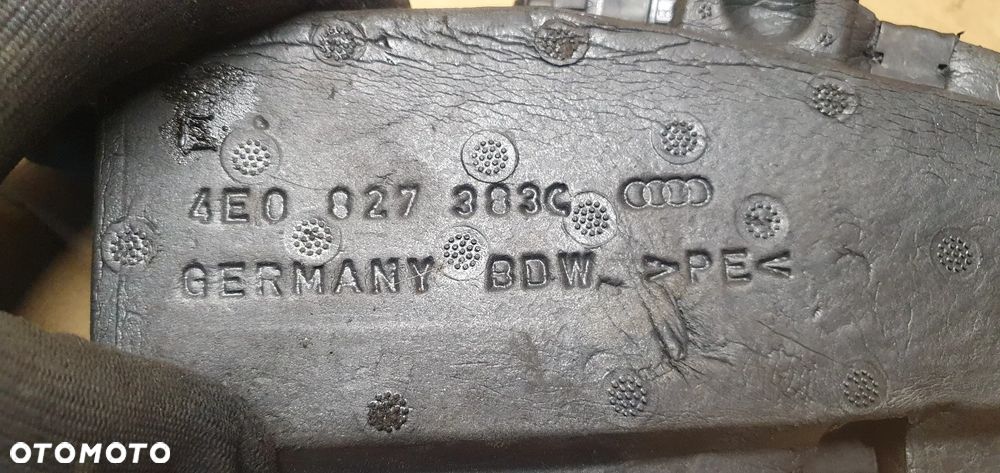 4E0 827 383C
GERMANY BDW >PE<
OTOMOTO